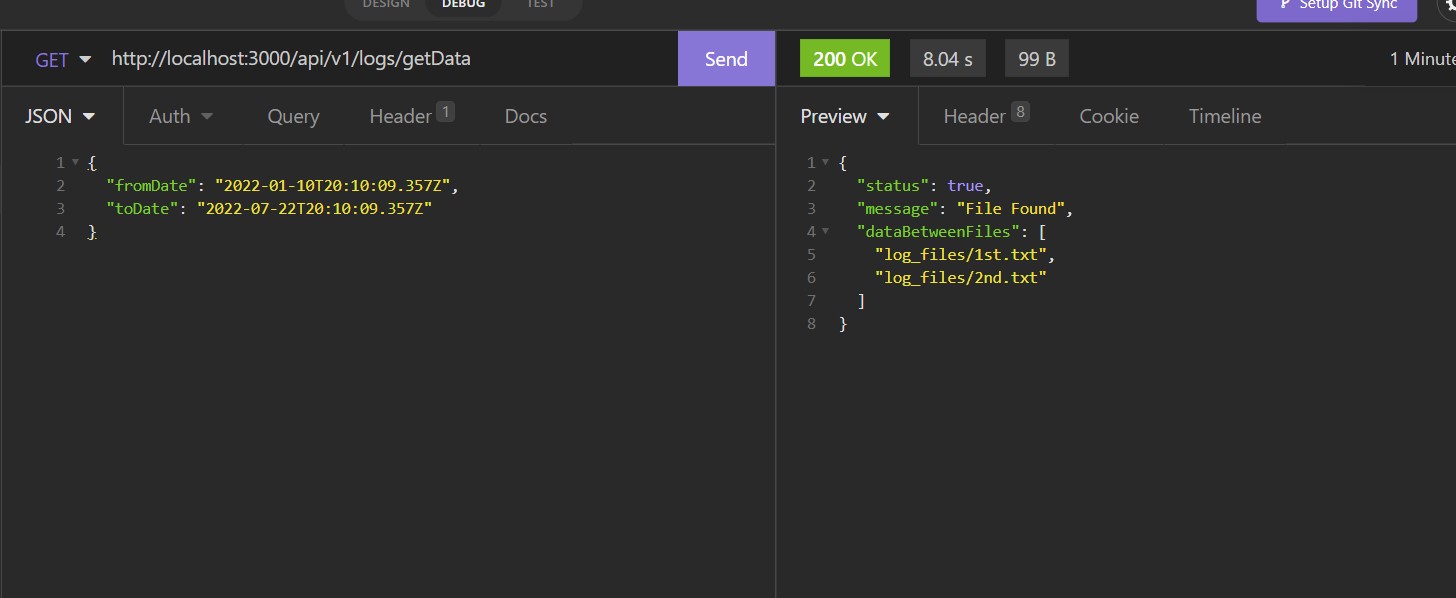 DESIGN DEBUG TEST
Setup Git Sync
GET http://localhost:3000/api/v1/logs/getData Send 200 OK 8.04 s 99 B 1 Minute
JSON Auth Query Header 1 Docs
Preview Header 8 Cookie Timeline
1 {
2 "fromDate": "2022-01-10T20:10:09.357Z",
3 "toDate": "2022-07-22T20:10:09.357Z"
4 }
1 {
2 "status": true,
3 "message": "File Found",
4 "dataBetweenFiles": [
5 "log_files/1st.txt",
6 "log_files/2nd.txt"
7 ]
8 }